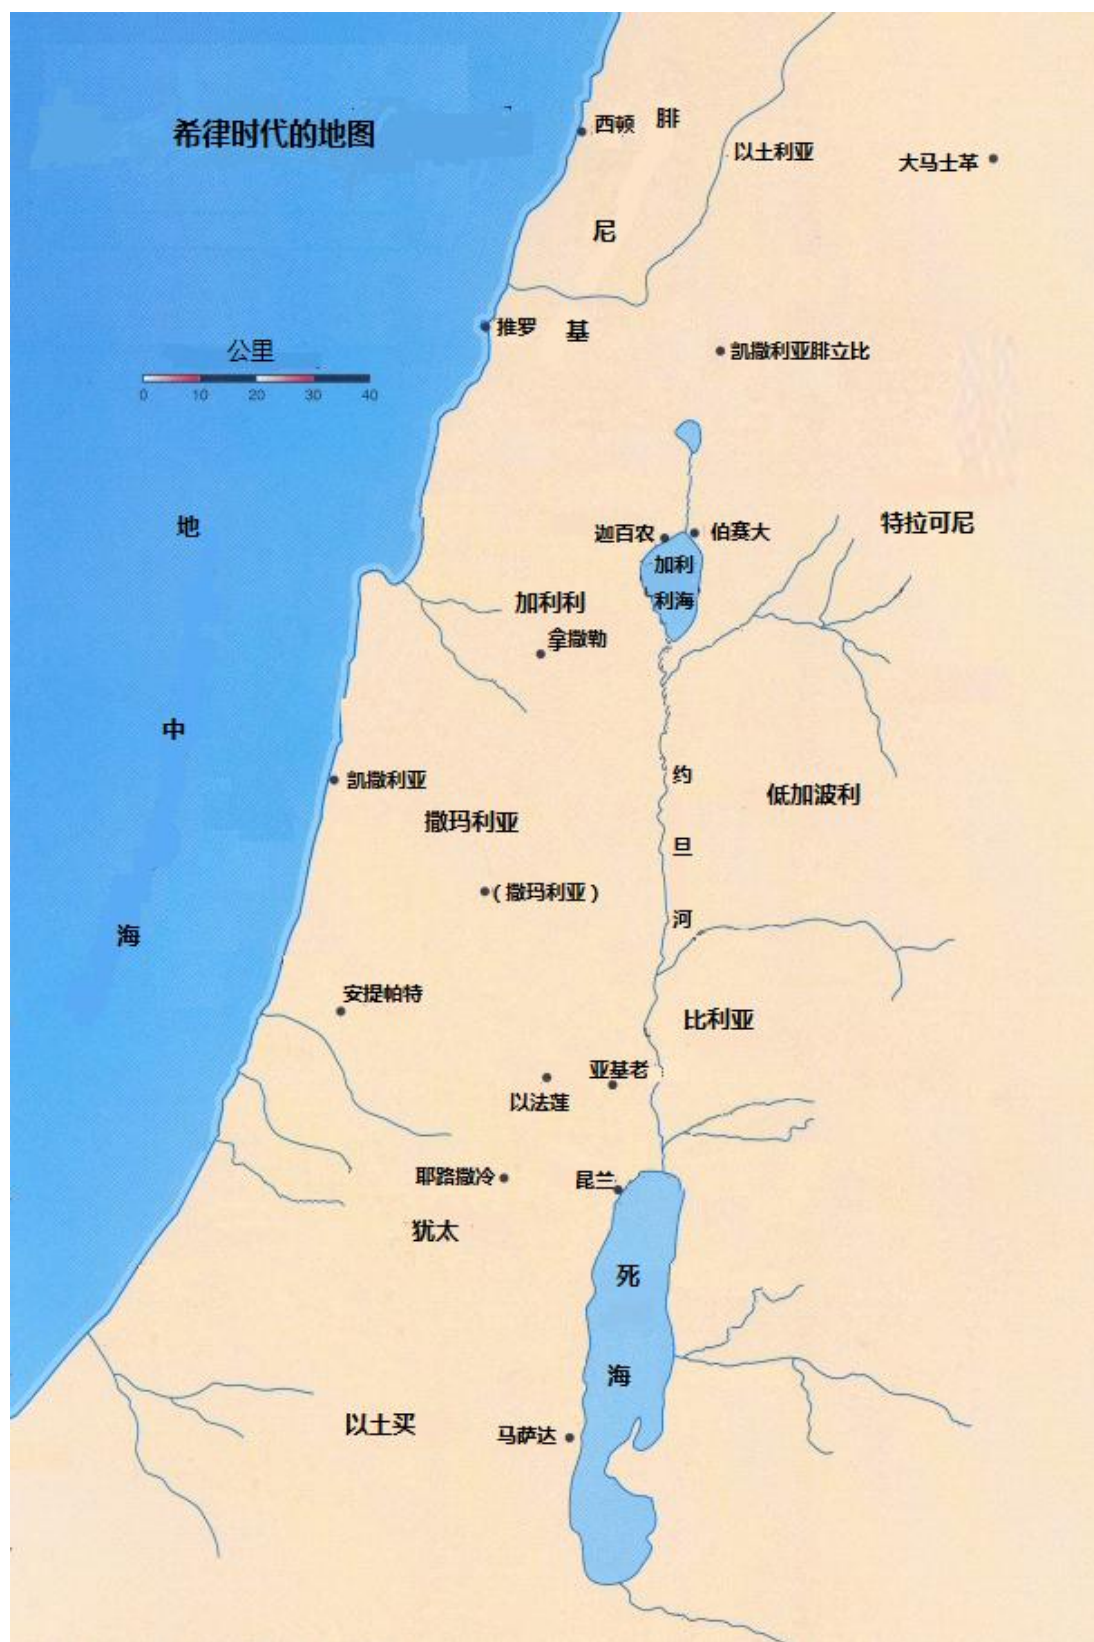 希律时代的地图
西顿
腓
以土利亚
大马士革
尼
推罗
基
公里
0 10 20 30 40
凯撒利亚腓立比
地
迦百农
伯赛大
特拉可尼
加利
利海
加利利
拿撒勒
中
约
凯撒利亚
低加波利
撒玛利亚
旦
(撒玛利亚)
河
海
安提帕特
比利亚
亚基老
以法莲
耶路撒冷
昆兰
犹太
死
海
以土买
马萨达